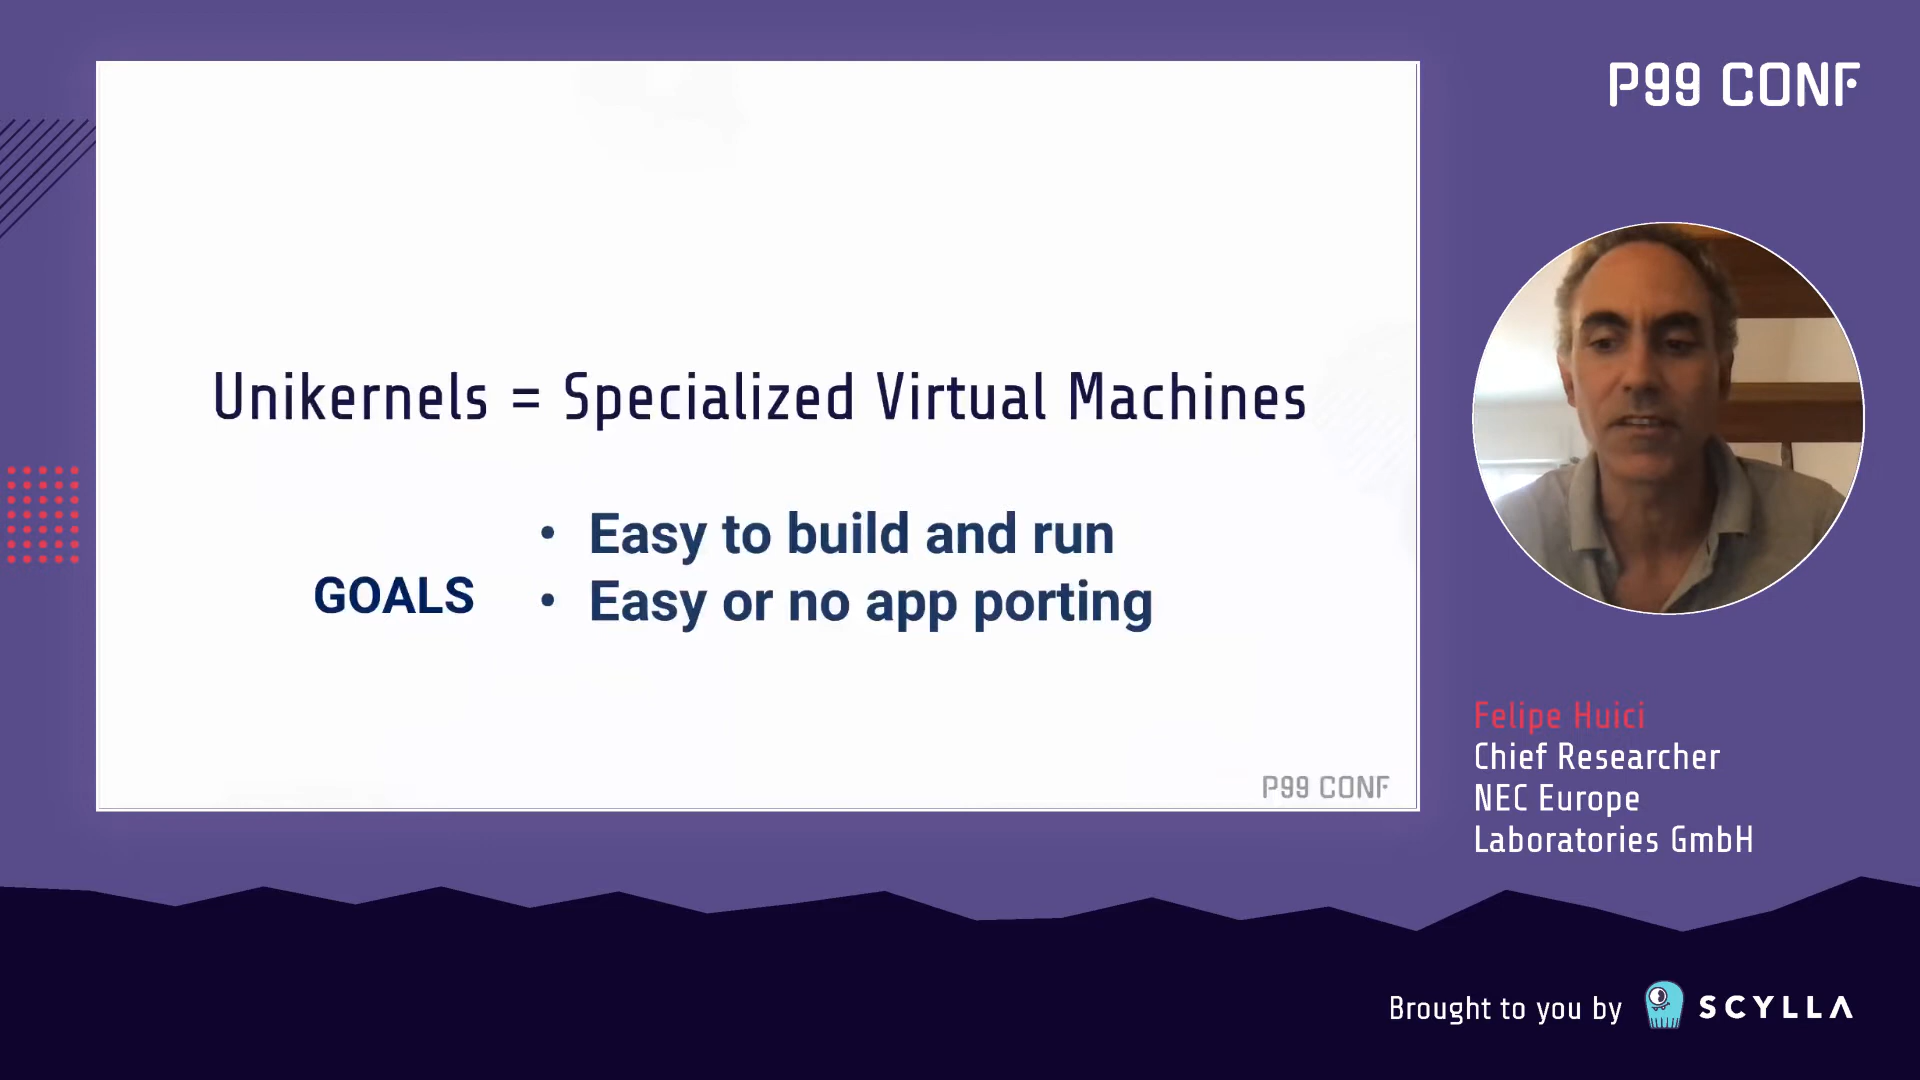 P99 CONF
Unikernels = Specialized Virtual Machines
GOALS
• Easy to build and run
• Easy or no app porting
P99 CONF
Felipe Huici
Chief Researcher
NEC Europe
Laboratories GmbH
Brought to you by SCYLLA